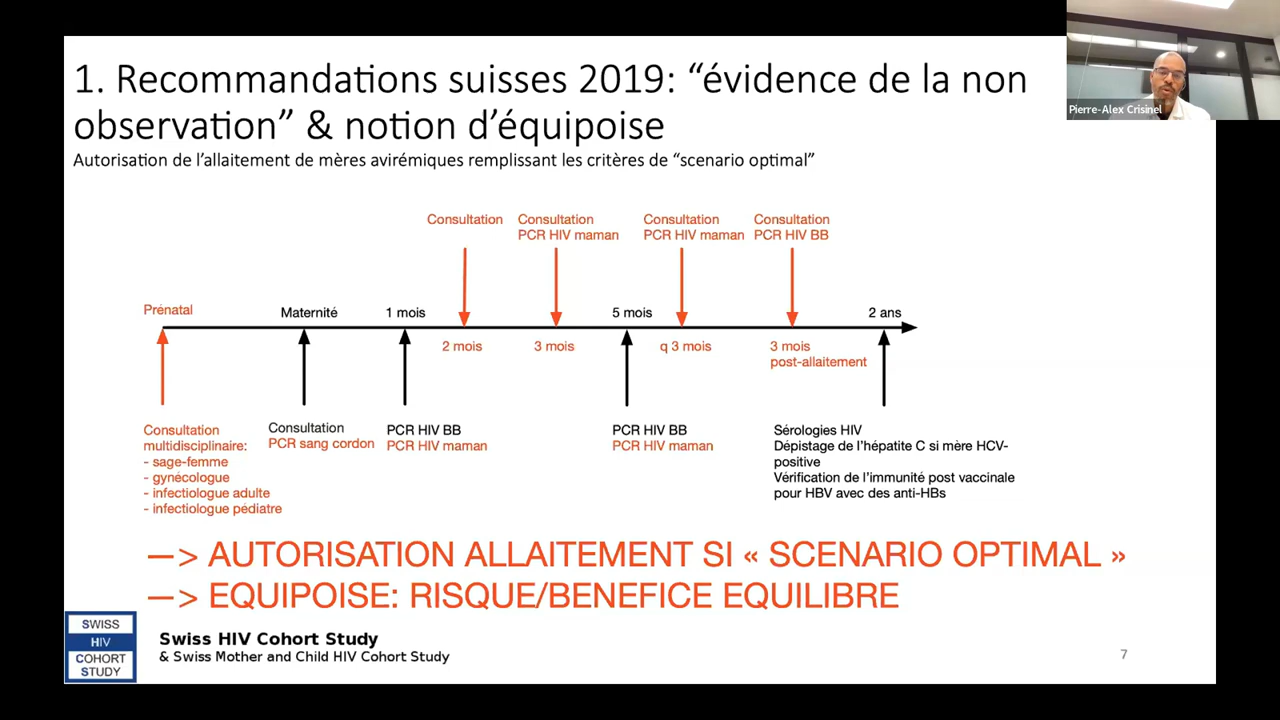 1. Recommandations suisses 2019: “évidence de la non
observation” & notion d’équipoise
Autorisation de l’allaitement de mères avirémiques remplissant les critères de “scenario optimal”
Pierre-Alex Crisinel
Consultation
Consultation
PCR HIV maman
Consultation
PCR HIV maman
Consultation
PCR HIV BB
Prénatal
Maternité
1 mois
5 mois
2 ans
2 mois
3 mois
q 3 mois
3 mois
post-allaitement
Consultation
multidisciplinaire:
- sage-femme
- gynécologue
- infectiologue adulte
- infectiologue pédiatre
Consultation
PCR sang cordon
PCR HIV BB
PCR HIV maman
PCR HIV BB
PCR HIV maman
Sérologies HIV
Dépistage de l’hépatite C si mère HCV-
positive
Vérification de l’immunité post vaccinale
pour HBV avec des anti-HBs
—> AUTORISATION ALLAITEMENT SI « SCENARIO OPTIMAL »
—> EQUIPOISE: RISQUE/BENEFICE EQUILIBRE
SWISS
HIV
COHORT
STUDY
Swiss HIV Cohort Study
& Swiss Mother and Child HIV Cohort Study
7